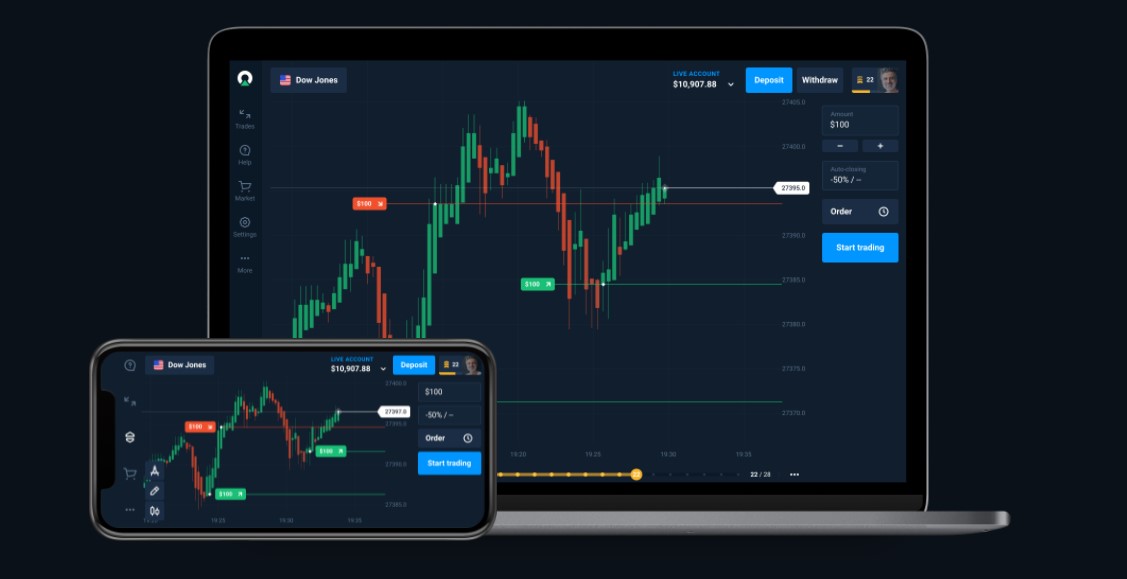 Dow Jones
LIVE ACCOUNT
$10,907.88
Deposit
Withdraw
22
Trades
Help
Market
Settings
More
27405.0
27400.0
27395.0
27390.0
27385.0
27380.0
27375.0
27370.0
$100
$100
Amount
$100
− +
Auto-closing
-50% / –
Order
Start trading
19:20 19:25 19:30 19:35
22 / 28
Dow Jones
LIVE ACCOUNT
$10,907.88
Deposit
22
27400.0
27397.0
27395.0
27390.0
27385.0
$100
$100
$100
$100
-50% / –
Order
Start trading
19:25 19:30 19:35